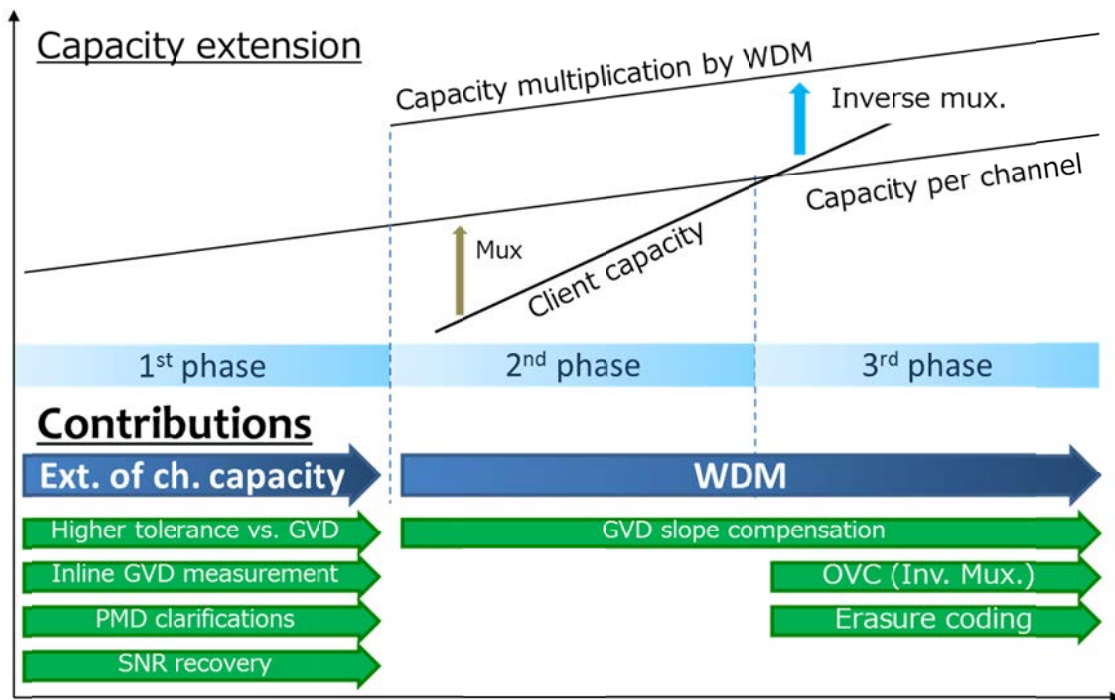 Capacity extension
Capacity multiplication by WDM
Inverse mux.
Capacity per channel
Mux
Client capacity
1st phase
2nd phase
3rd phase
Contributions
Ext. of ch. capacity
WDM
Higher tolerance vs. GVD
GVD slope compensation
Inline GVD measurement
OVC (Inv. Mux.)
PMD clarifications
Erasure coding
SNR recovery